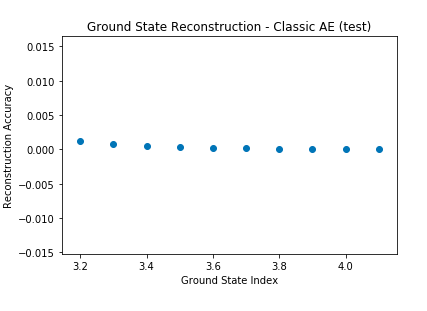 Ground State Reconstruction - Classic AE (test)
0.015
0.010
0.005
0.000
−0.005
−0.010
−0.015
Reconstruction Accuracy
3.2 3.4 3.6 3.8 4.0
Ground State Index